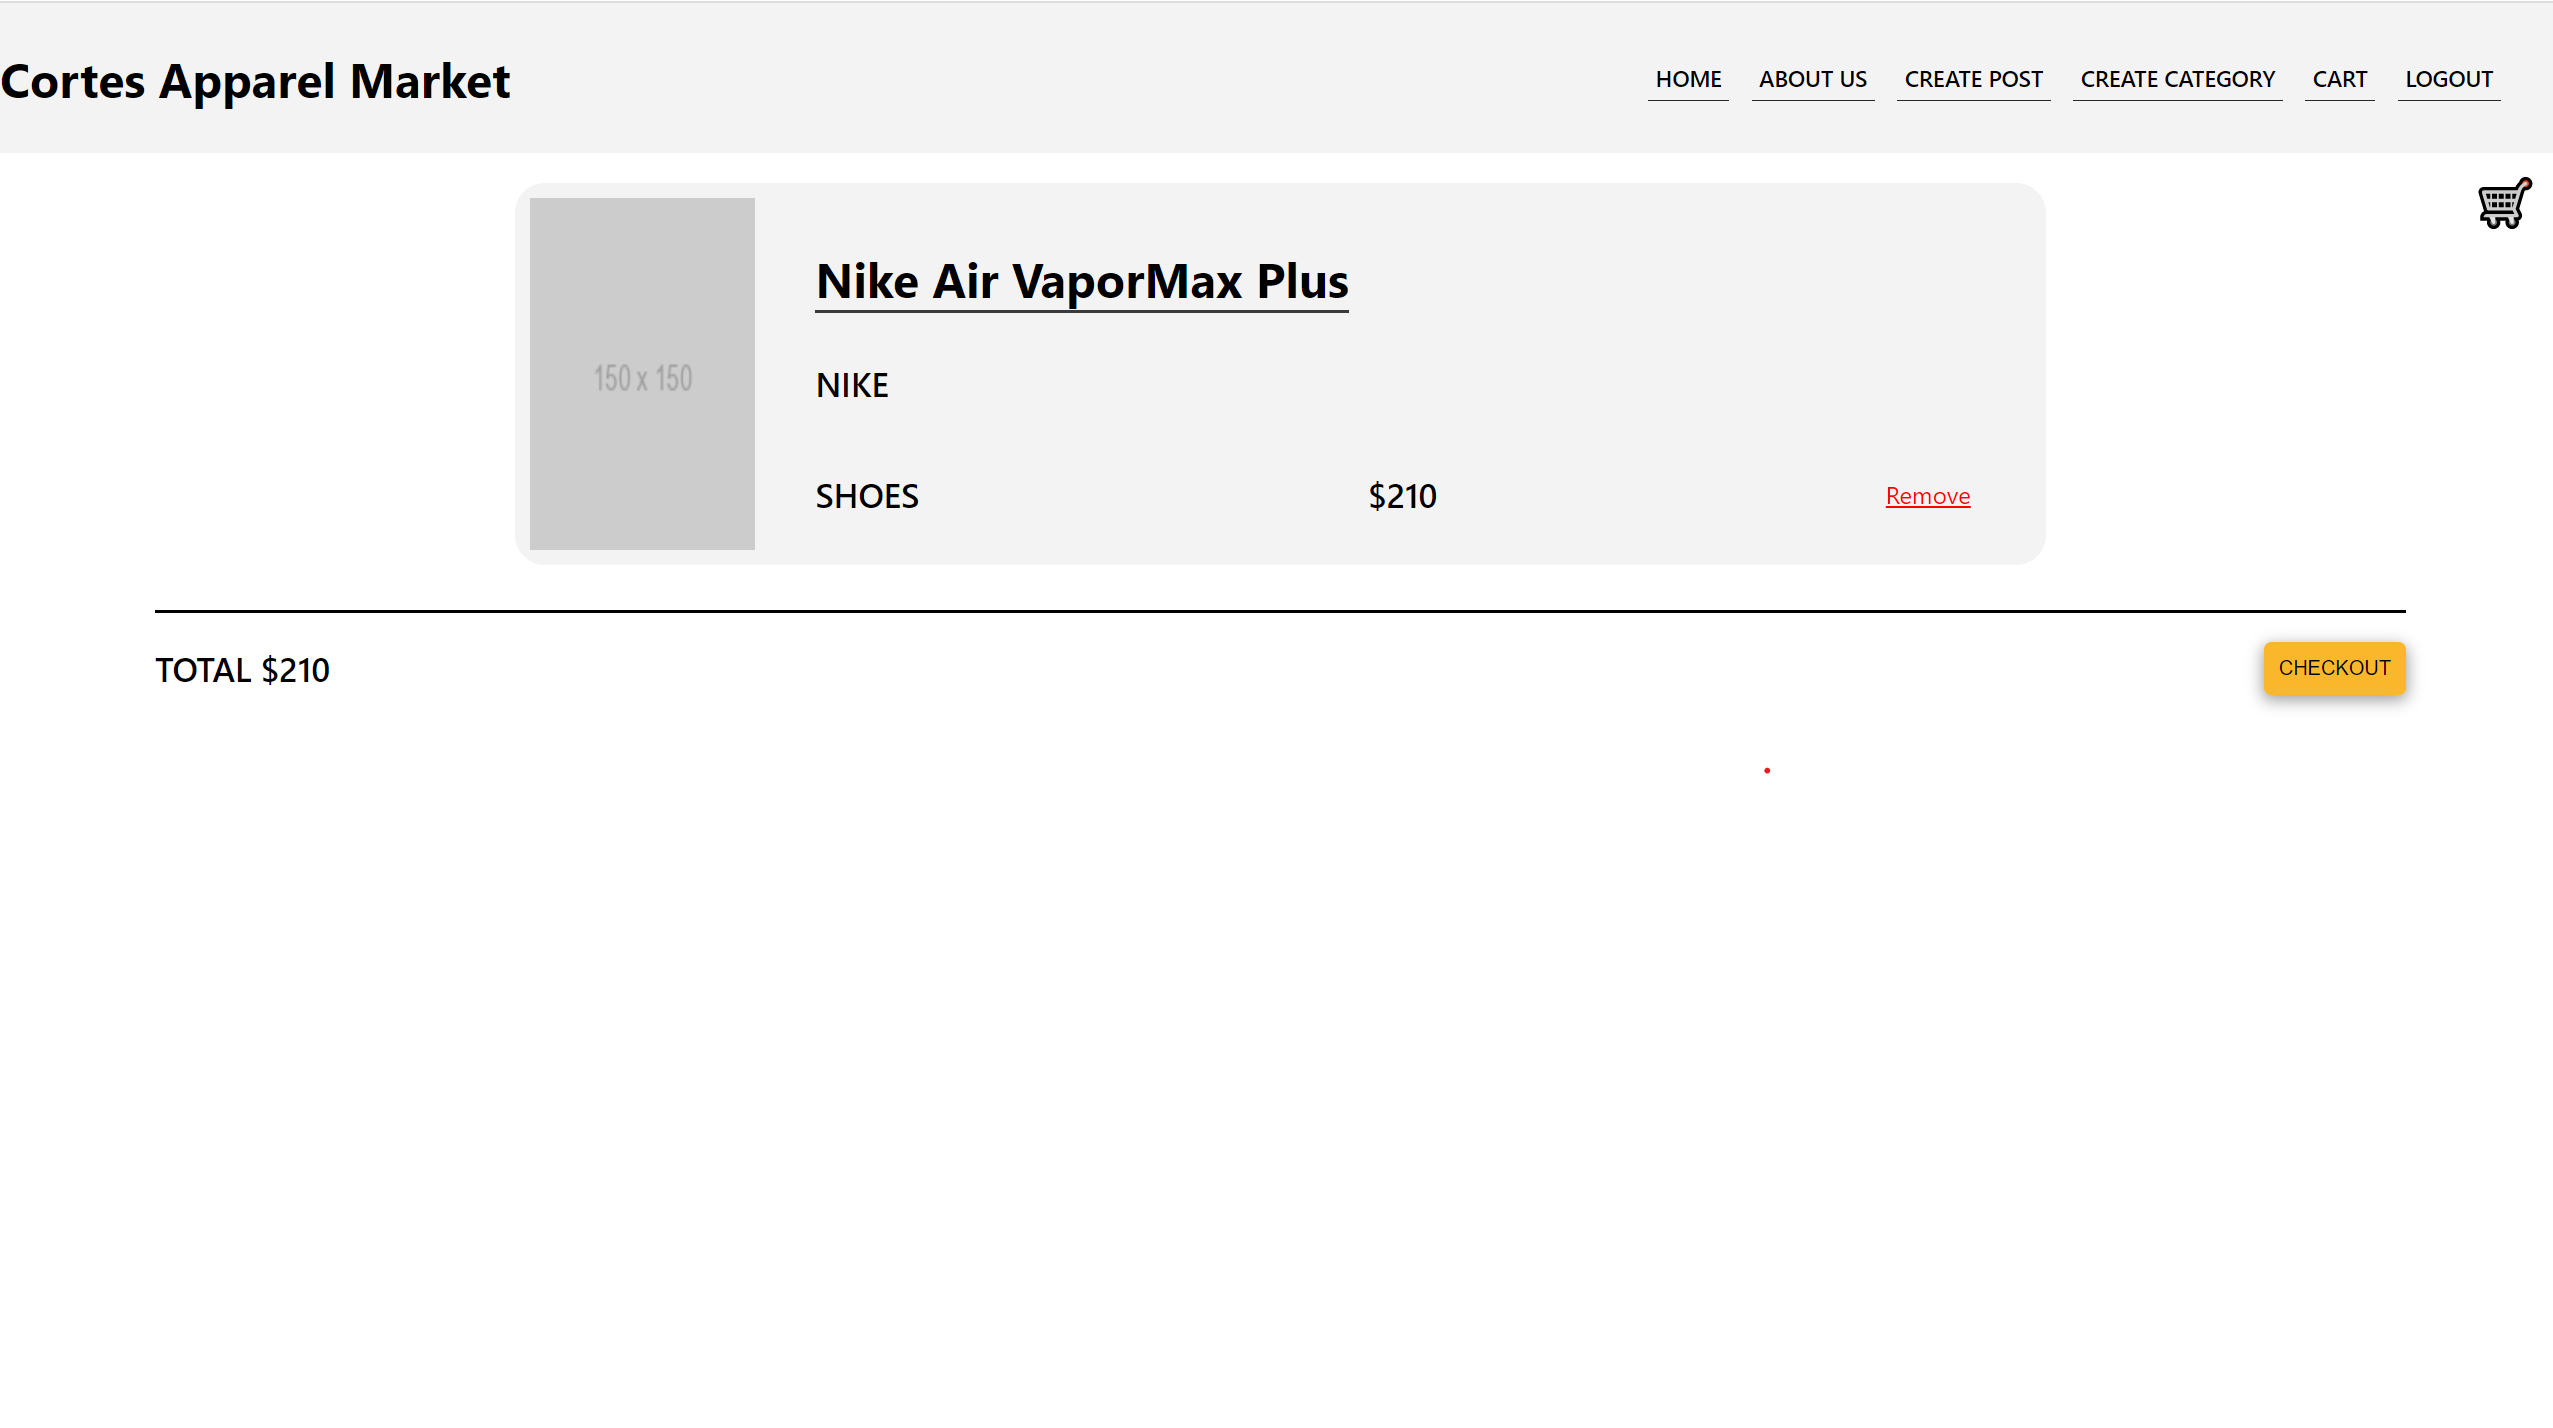 Cortes Apparel Market
HOME ABOUT US CREATE POST CREATE CATEGORY CART LOGOUT
Nike Air VaporMax Plus
150 x 150
NIKE
SHOES $210 Remove
TOTAL $210 CHECKOUT